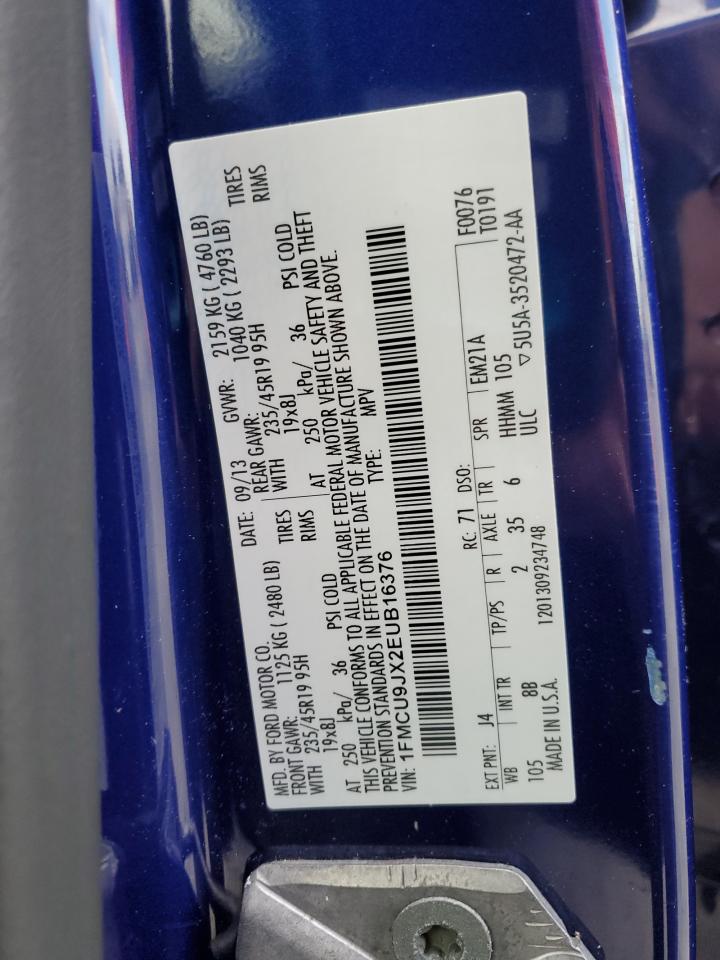 MFD. BY FORD MOTOR CO.
DATE: 09/13 GVWR: 2159 KG ( 4760 LB)
FRONT GAWR: 1125 KG ( 2480 LB) REAR GAWR: 1040 KG ( 2293 LB)
WITH 235/45R19 95H TIRES WITH 235/45R19 95H TIRES
19x8J RIMS 19x8J RIMS
AT 250 kPa/ 36 PSI COLD AT 250 kPa/ 36 PSI COLD
THIS VEHICLE CONFORMS TO ALL APPLICABLE FEDERAL MOTOR VEHICLE SAFETY AND THEFT
PREVENTION STANDARDS IN EFFECT ON THE DATE OF MANUFACTURE SHOWN ABOVE.
VIN: 1FMCU9JX2EUB16376 TYPE: MPV
EXT PNT: J4 RC: 71 DSO: F0076
WB INT TR TP/PS R AXLE TR SPR EM21A T0191
105 8B 2 35 6 HHMM 105
MADE IN U.S.A. 1201309234748 ULC ▽5U5A-3520472-AA